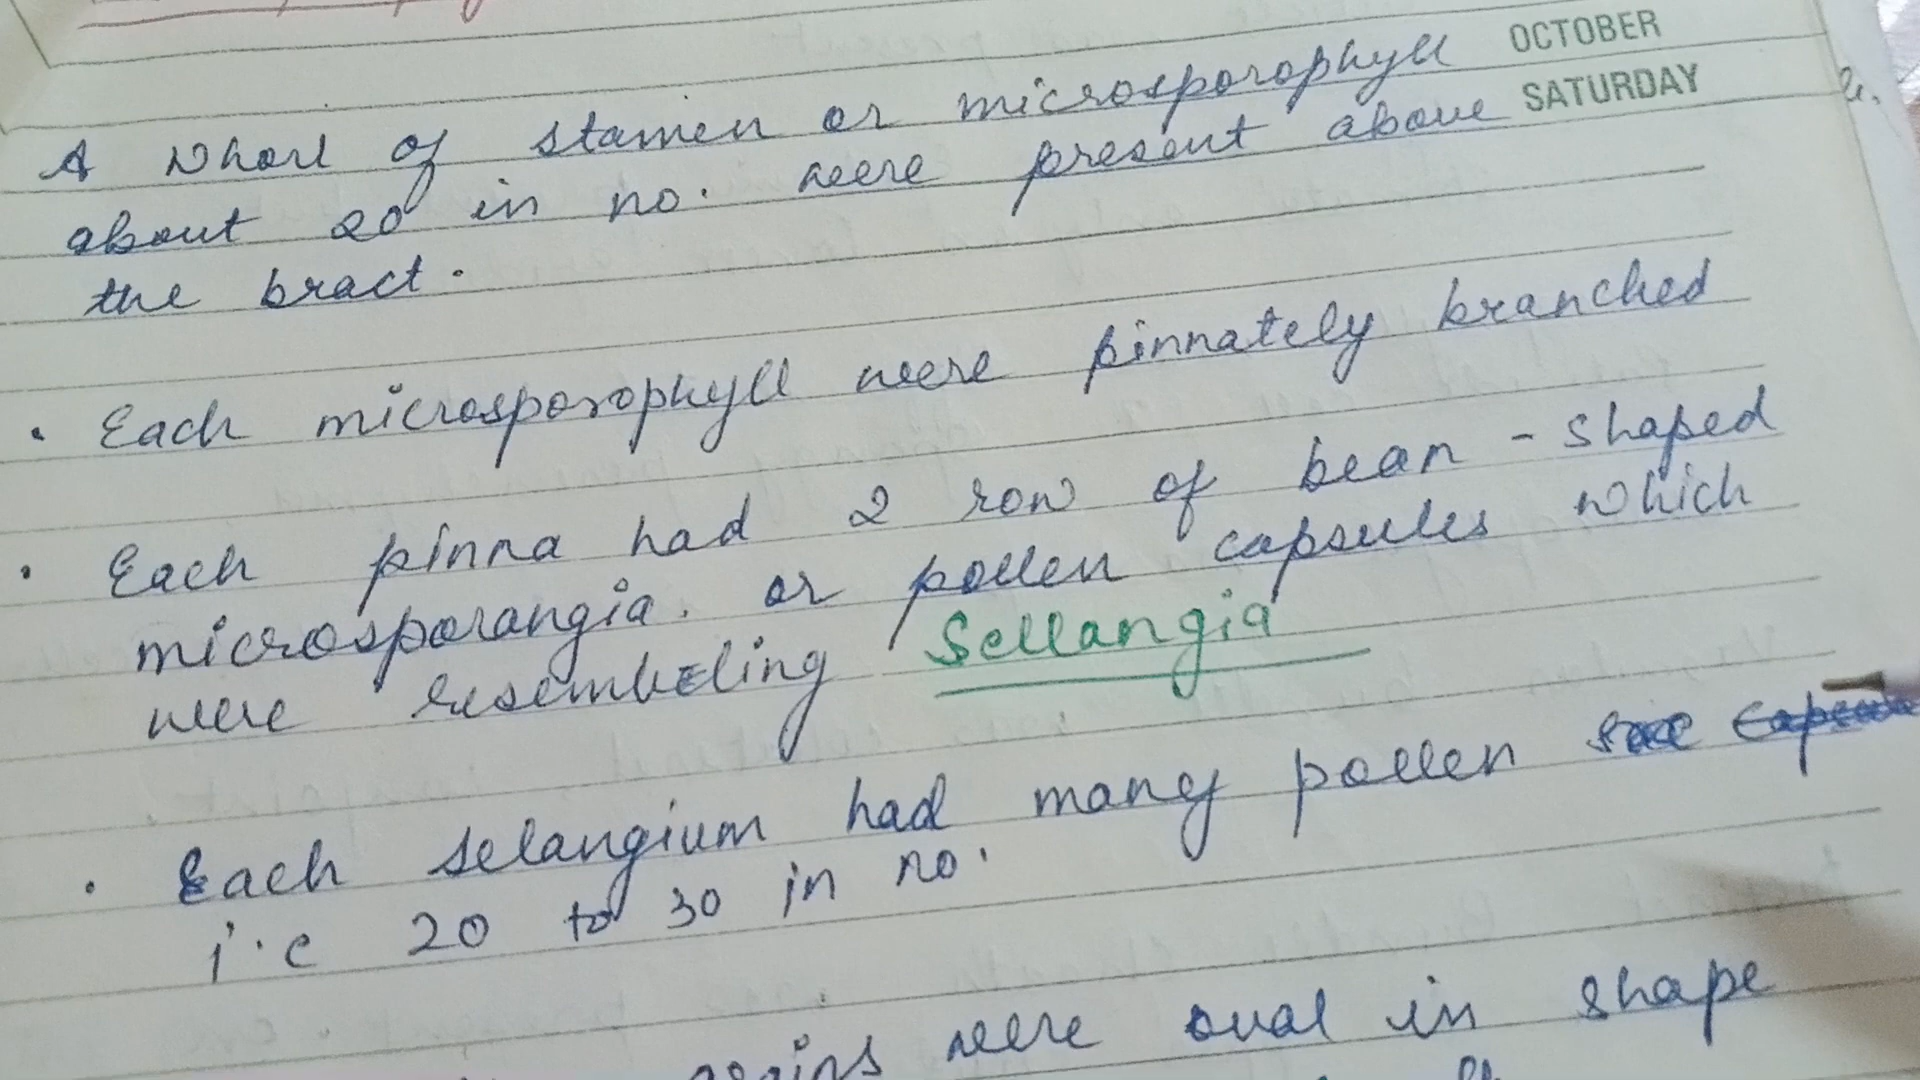 OCTOBER
SATURDAY
A whorl of stamen or microsporophyll
about 20 in no. were present above
the bract.
• Each microsporophyll were pinnately branched
• Each pinna had 2 row of bean - shaped
microsporangia. or pollen capsules which
were resembeling Sellangia
• Each selangium had many pollen
i.e 20 to 30 in no.
grains were oval in shape